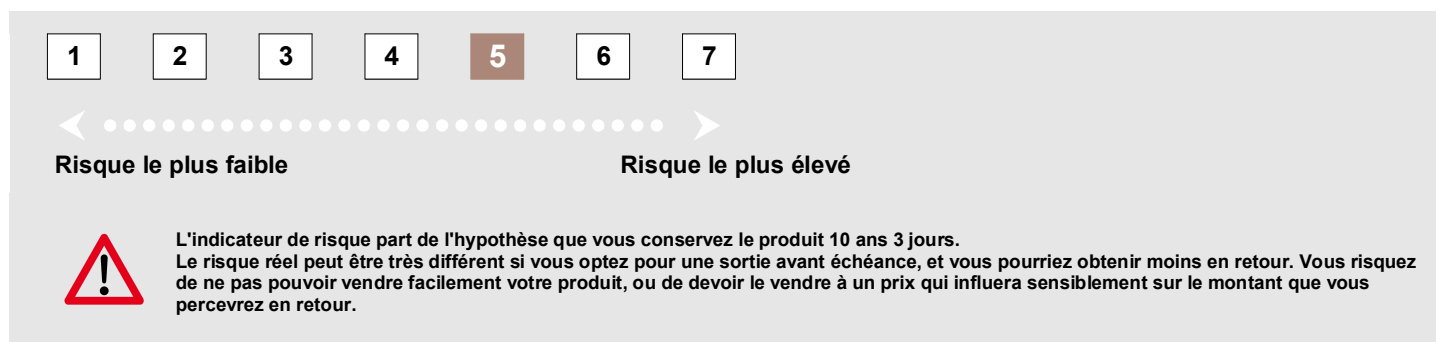 1 2 3 4 5 6 7
Risque le plus faible Risque le plus élevé
L'indicateur de risque part de l'hypothèse que vous conservez le produit 10 ans 3 jours.
Le risque réel peut être très différent si vous optez pour une sortie avant échéance, et vous pourriez obtenir moins en retour. Vous risquez
de ne pas pouvoir vendre facilement votre produit, ou de devoir le vendre à un prix qui influera sensiblement sur le montant que vous
percevrez en retour.